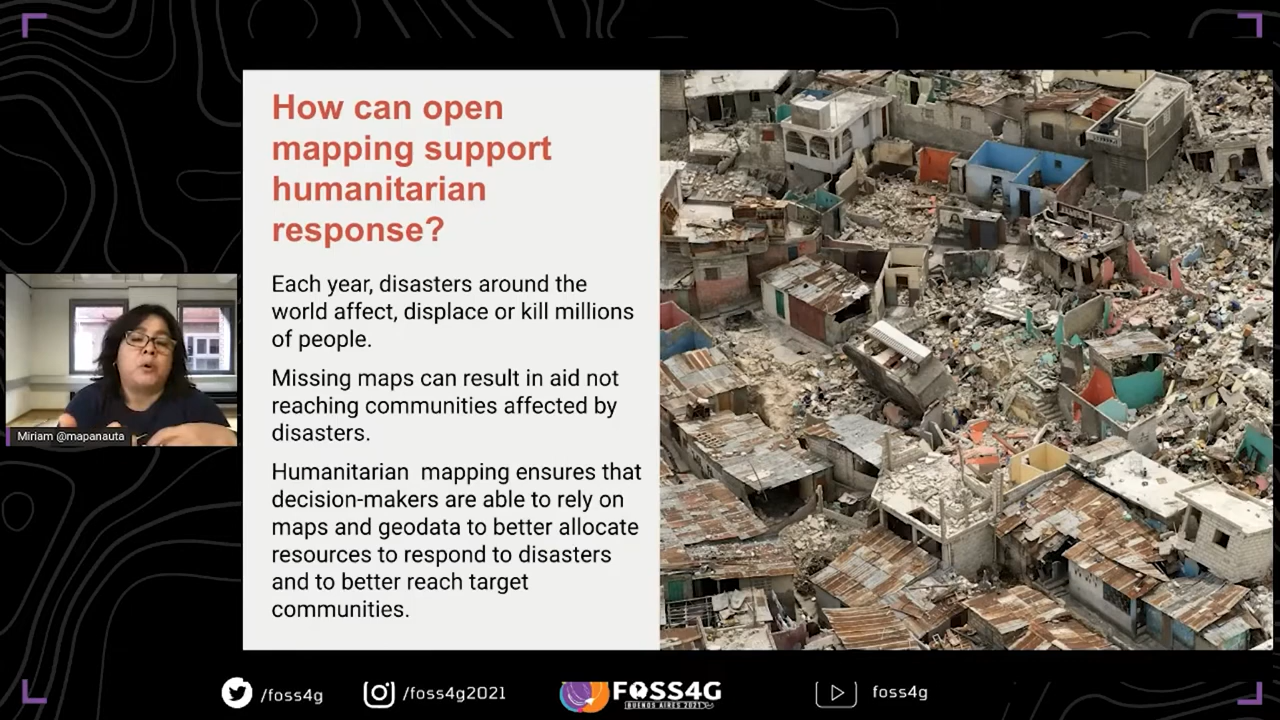 How can open
mapping support
humanitarian
response?
Each year, disasters around the
world affect, displace or kill millions
of people.
Missing maps can result in aid not
reaching communities affected by
disasters.
Humanitarian  mapping ensures that
decision-makers are able to rely on
maps and geodata to better allocate
resources to respond to disasters
and to better reach target
communities.
Miriam @mapanauta
/foss4g
/foss4g2021
FOSS4G
BUENOS AIRES 2021
foss4g